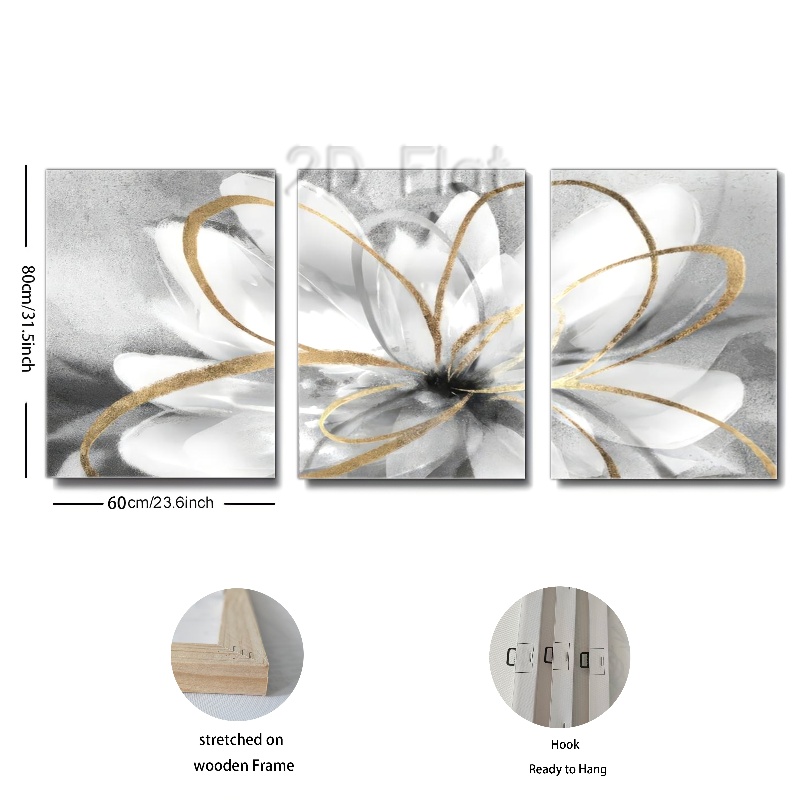 2D Flat
80cm/31.5inch
60cm/23.6inch
stretched on
wooden Frame
Hook
Ready to Hang